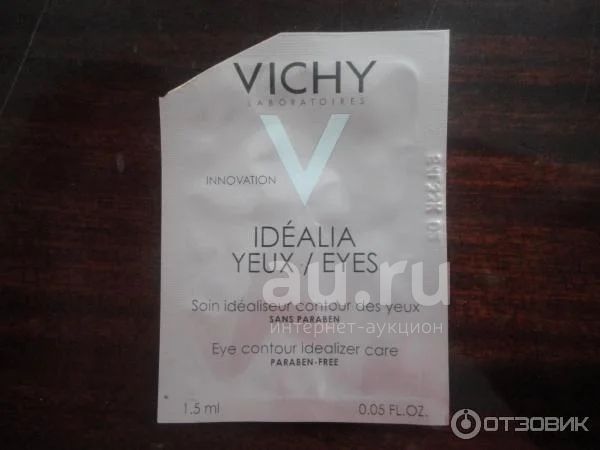 VICHY
LABORATOIRES
INNOVATION
IDÉALIA
YEUX / EYES
au.ru
Soin idéaliseur contour des yeux
SANS PARABEN
интернет-аукцион
Eye contour idealizer care
PARABEN-FREE
1.5 ml 0.05 FL.OZ.
ОТЗОВИК